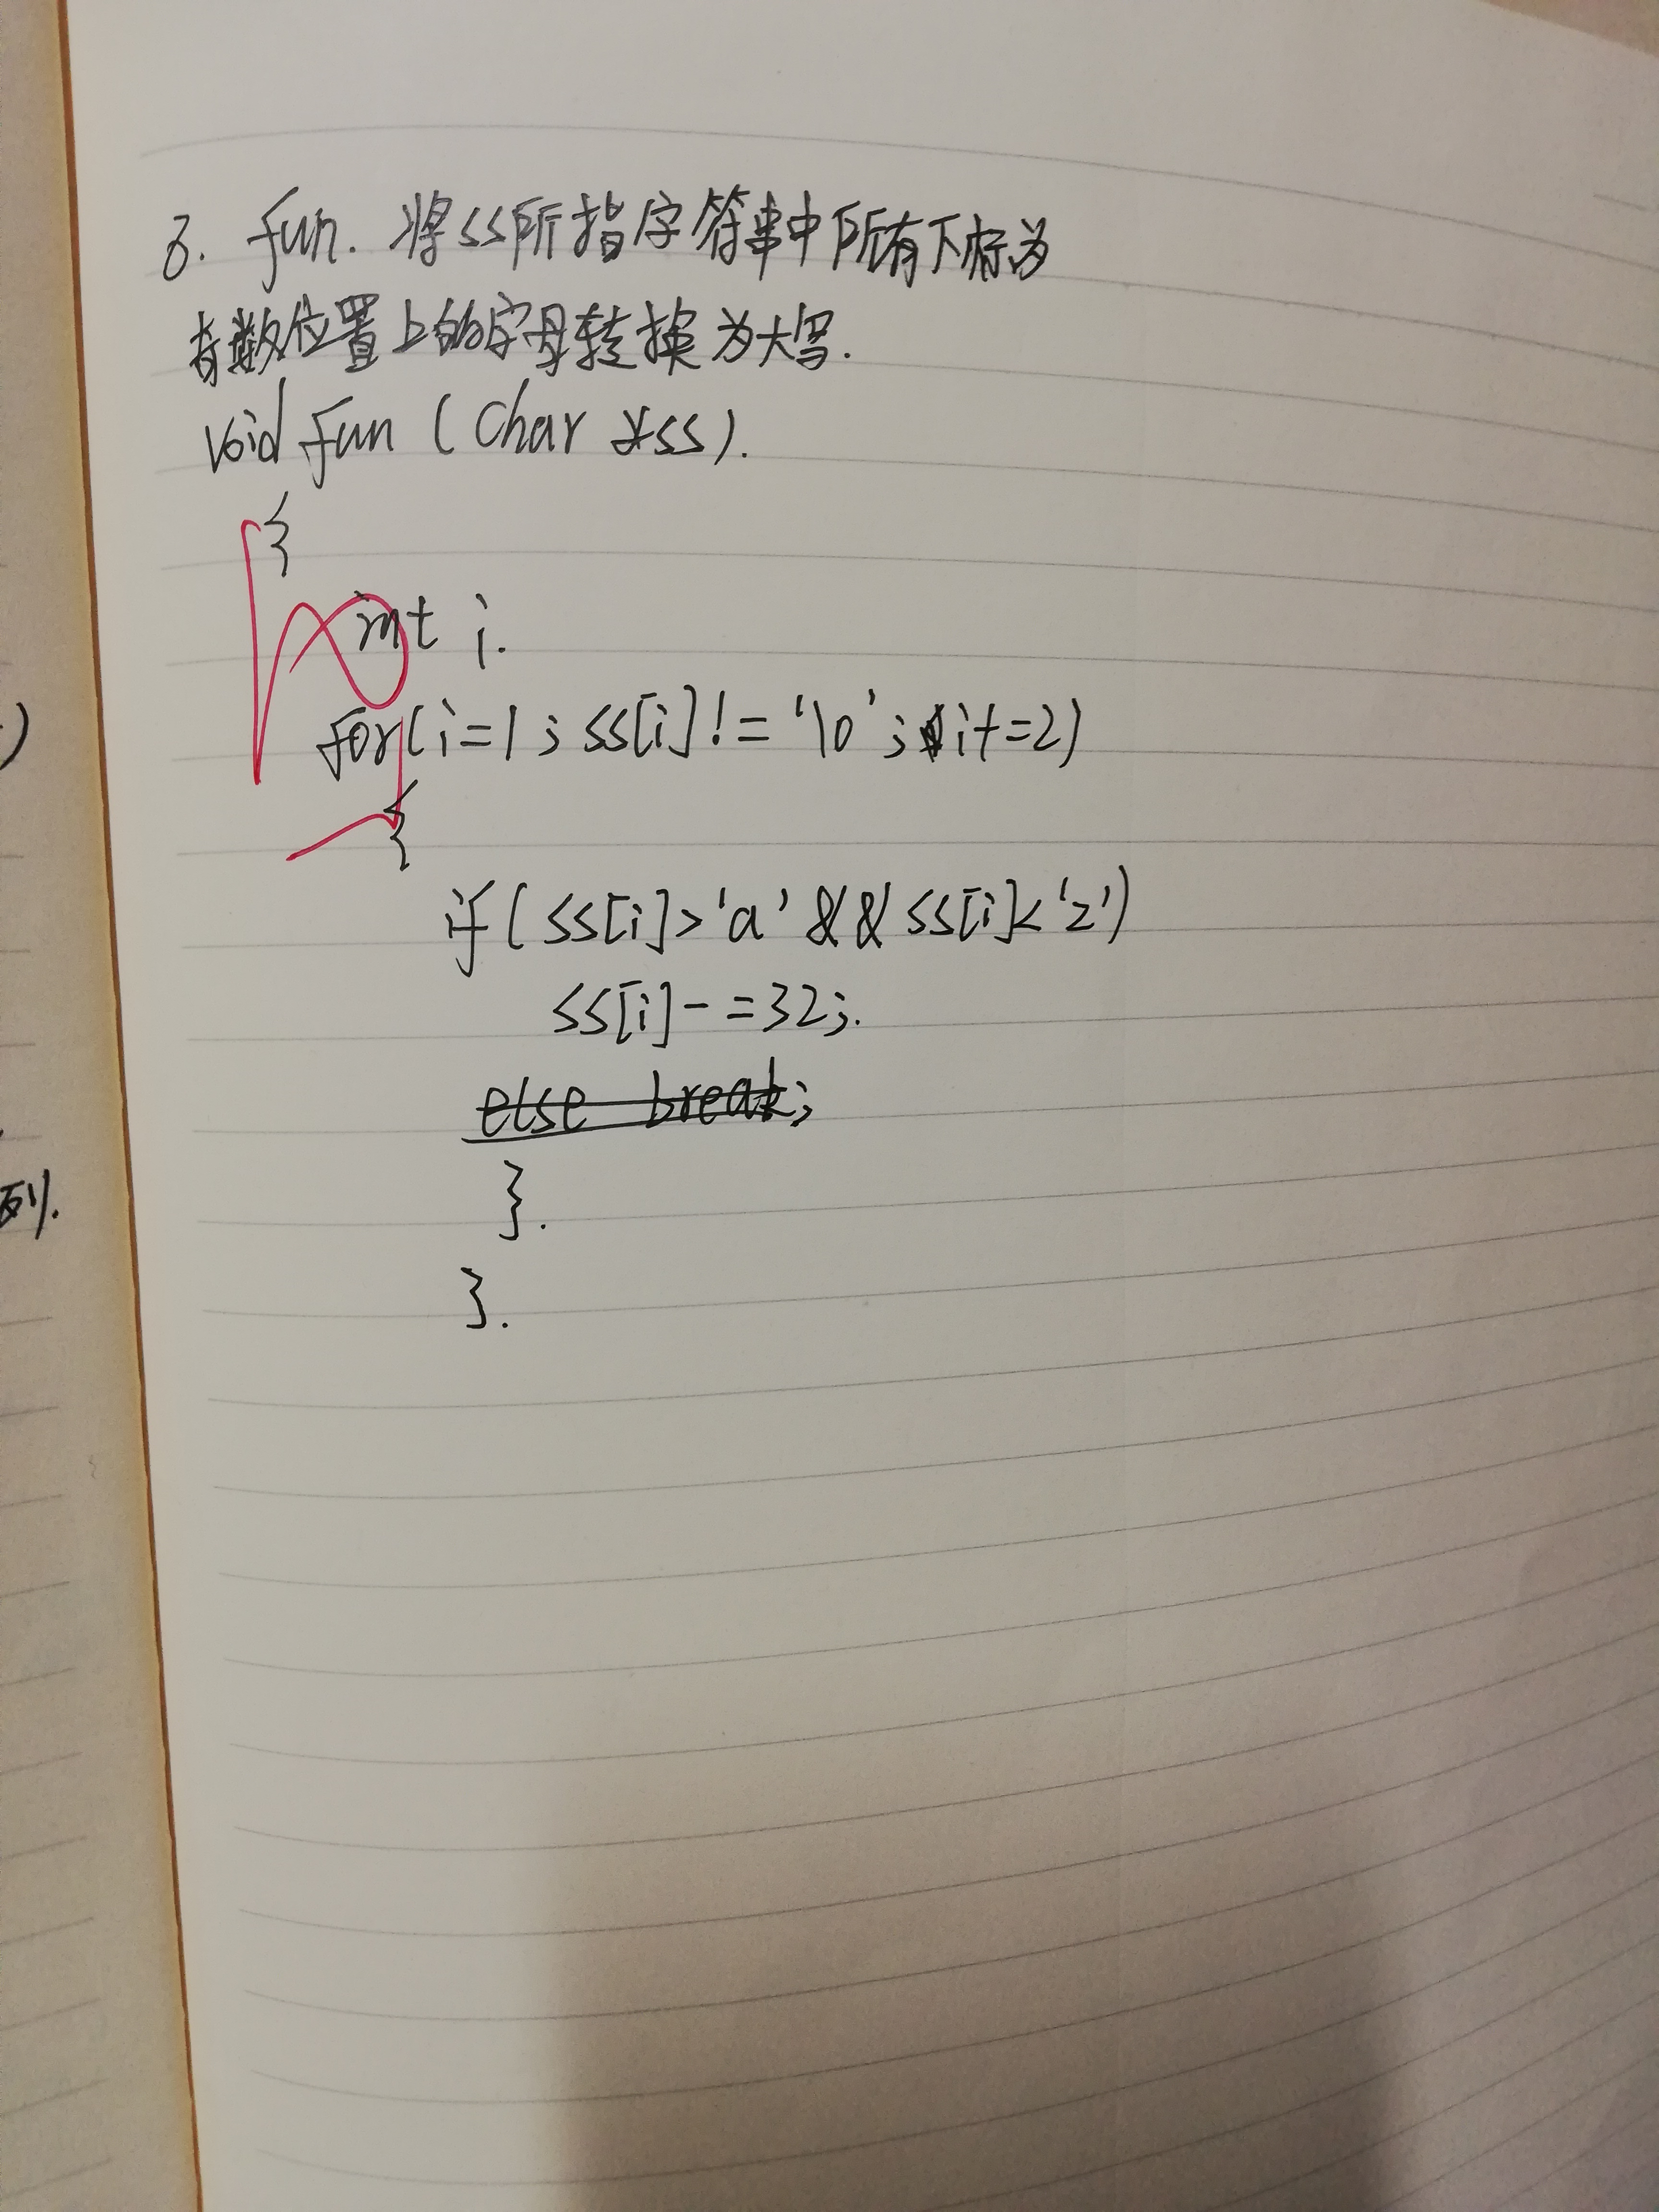 3. fun. 将ss所指字符串中所有下标为
奇数位置上的字母转换为大写.
void fun (char *ss).
{
int i.
for(i=1; ss[i]!='\0'; i+=2)
{
if(ss[i]>'a' && ss[i]<'z')
ss[i]-=32;.
else break;
}.
}.
)
列.